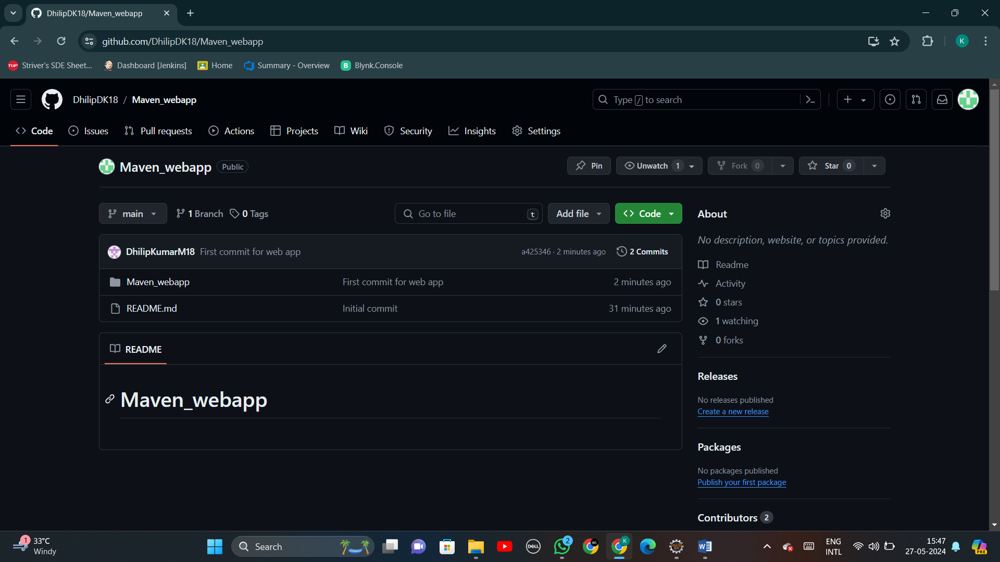 DhilipDK18/Maven_webapp
github.com/DhilipDK18/Maven_webapp
K
TUF Striver's SDE Sheet... Dashboard [Jenkins] Home Summary - Overview B Blynk.Console
DhilipDK18 / Maven_webapp Type / to search
Code Issues Pull requests Actions Projects Wiki Security Insights Settings
Maven_webapp Public Pin Unwatch 1 Fork 0 Star 0
main 1 Branch 0 Tags Go to file t Add file Code
DhilipKumarM18 First commit for web app a425346 · 2 minutes ago 2 Commits
Maven_webapp First commit for web app 2 minutes ago
README.md Initial commit 31 minutes ago
README
Maven_webapp
About
No description, website, or topics provided.
Readme
Activity
0 stars
1 watching
0 forks
Releases
No releases published
Create a new release
Packages
No packages published
Publish your first package
Contributors 2
1 33°C
Windy
Search
DELL
2
K
W
ENG
INTL
15:47
27-05-2024
PRE